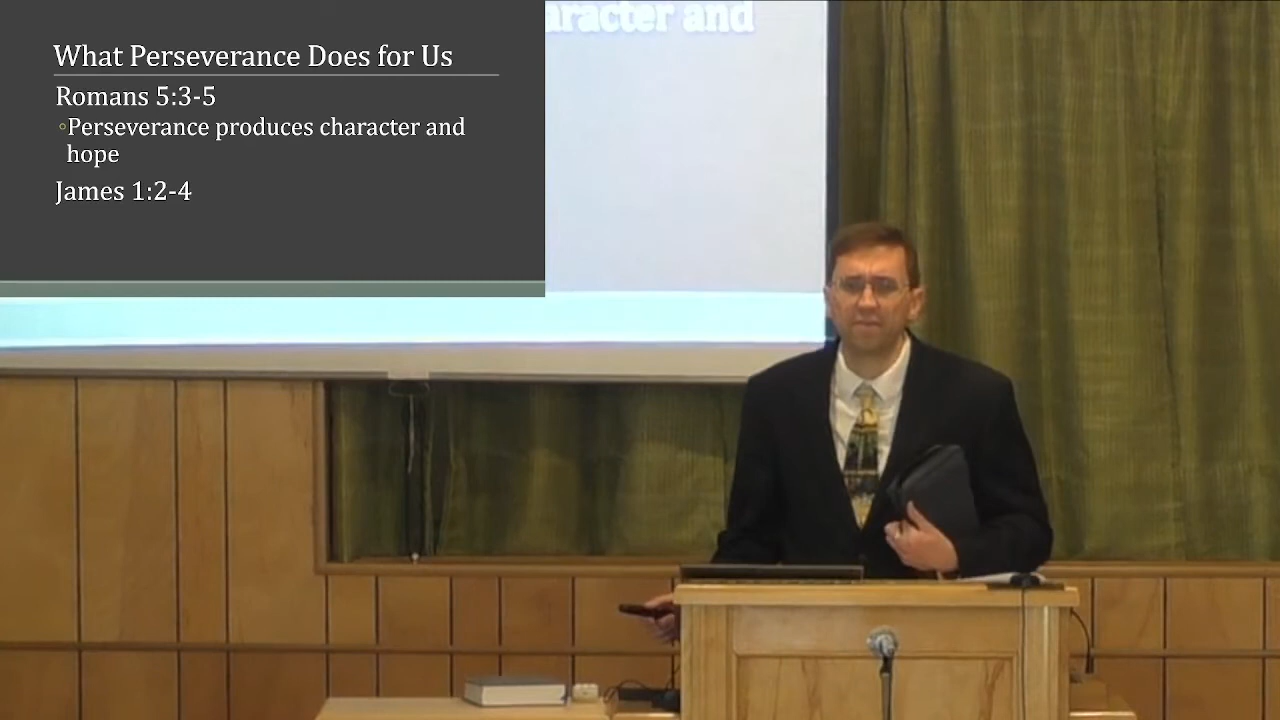 What Perseverance Does for Us
Romans 5:3-5
Perseverance produces character and
hope
James 1:2-4
aracter and